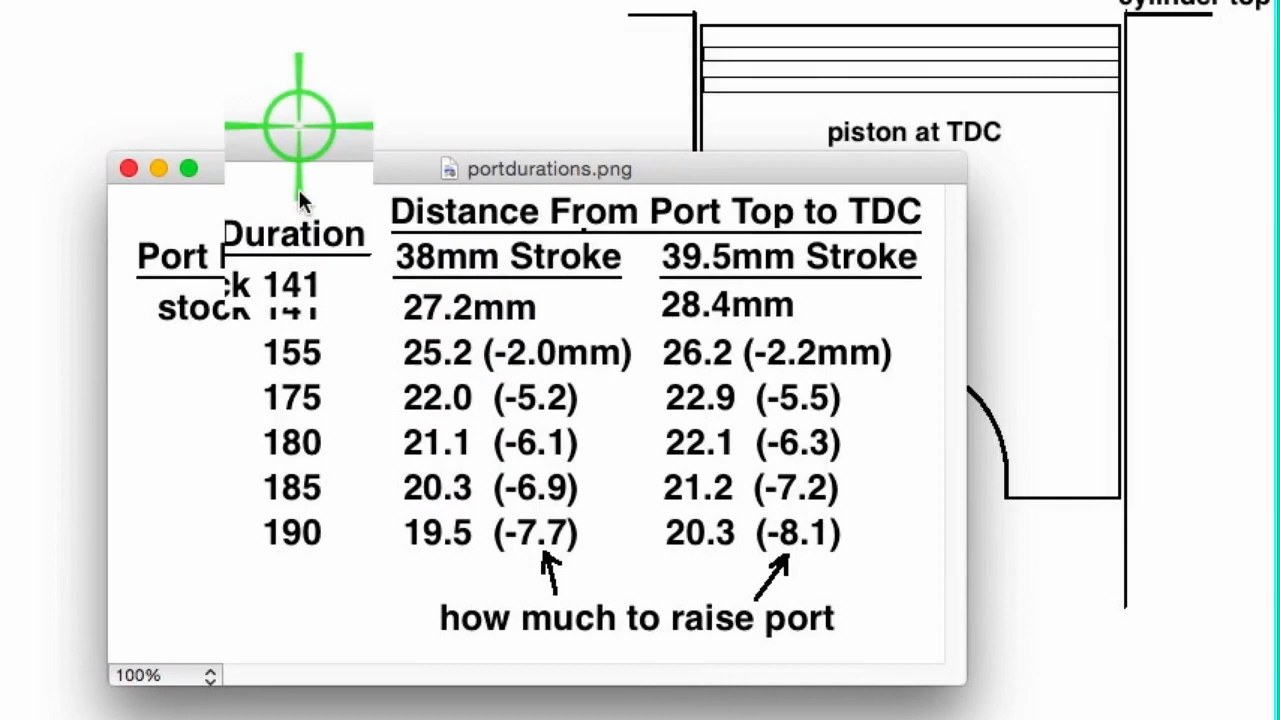 cylinder top
piston at TDC
portdurations.png
Distance From Port Top to TDC
Port Duration 38mm Stroke 39.5mm Stroke
stock 141 27.2mm 28.4mm
155 25.2 (-2.0mm) 26.2 (-2.2mm)
175 22.0 (-5.2) 22.9 (-5.5)
180 21.1 (-6.1) 22.1 (-6.3)
185 20.3 (-6.9) 21.2 (-7.2)
190 19.5 (-7.7) 20.3 (-8.1)
how much to raise port
100%